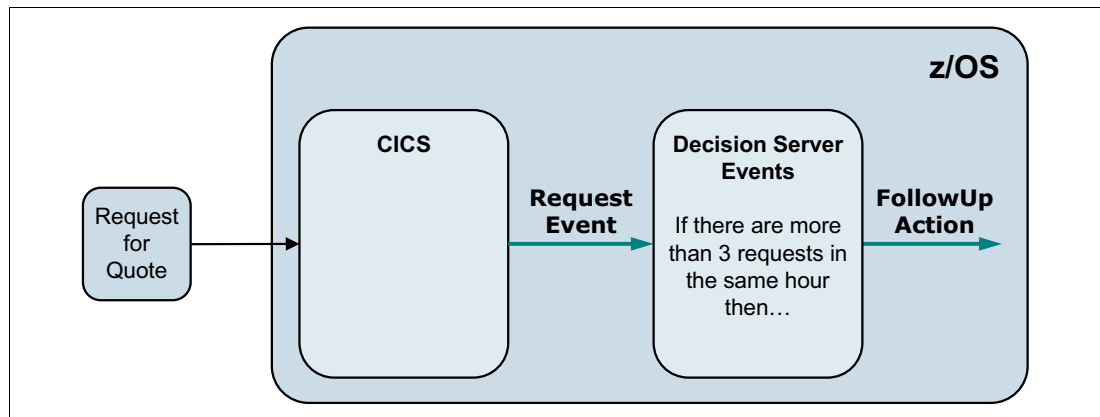 z/OS
CICS
Decision Server
Events
Request
for
Quote
Request
Event
If there are more
than 3 requests in
the same hour
then…
FollowUp
Action